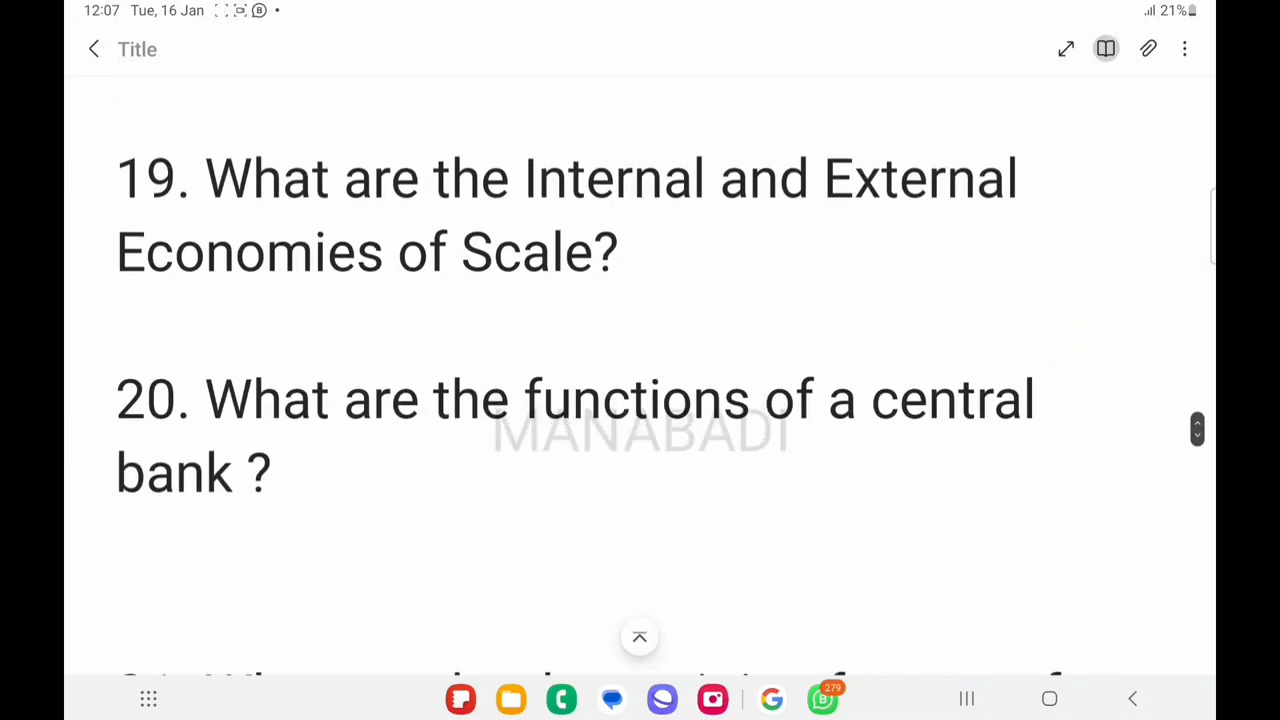 12:07 Tue, 16 Jan
21%
Title
19. What are the Internal and External
Economies of Scale?
20. What are the functions of a central
MANABADI
bank ?
279